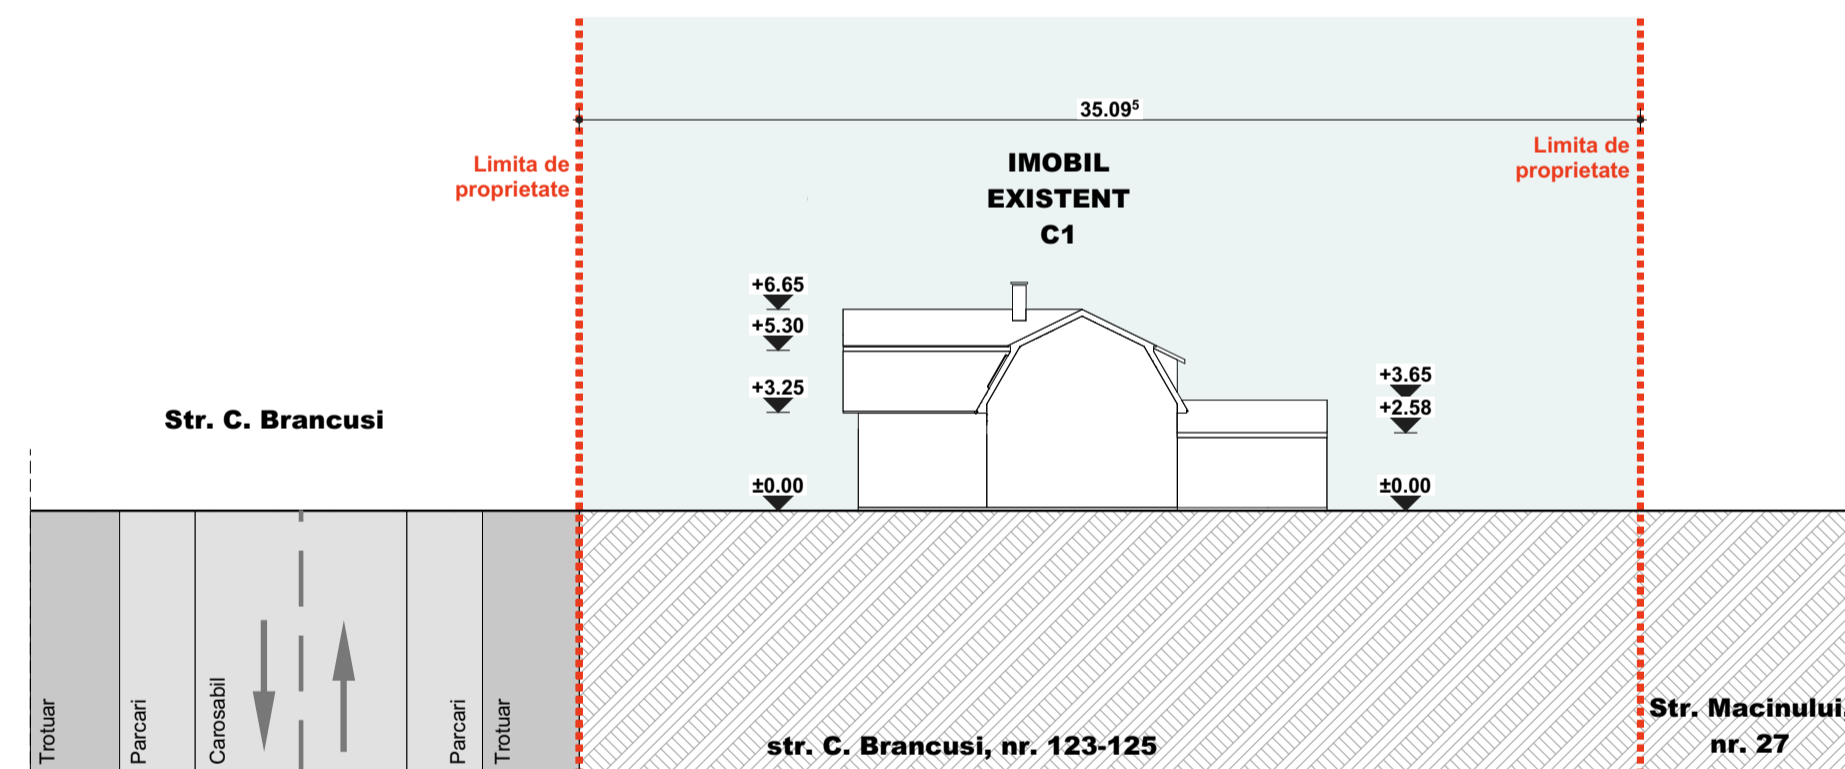 35.09⁵
Limita de
proprietate
Limita de
proprietate
IMOBIL
EXISTENT
C1
+6.65
+5.30
+3.25
±0.00
+3.65
+2.58
±0.00
Str. C. Brancusi
Trotuar
Parcari
Carosabil
Parcari
Trotuar
str. C. Brancusi, nr. 123-125
Str. Macinului,
nr. 27